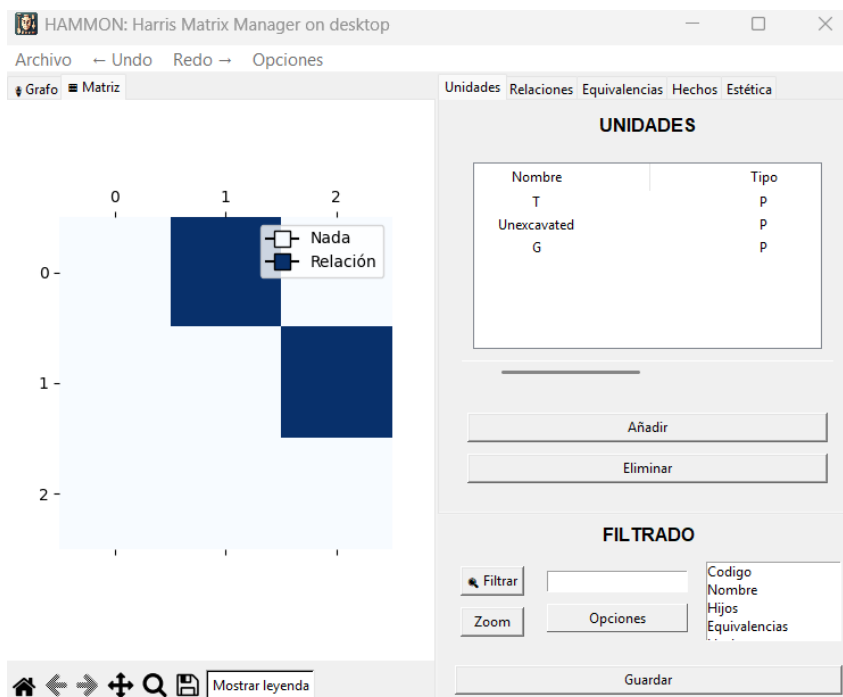 HAMMON: Harris Matrix Manager on desktop
Archivo ← Undo Redo → Opciones
Grafo Matriz
Unidades Relaciones Equivalencias Hechos Estética
UNIDADES
Nombre Tipo
T P
Unexcavated P
G P
0 1 2
Nada
Relación
0
1
2
Añadir
Eliminar
FILTRADO
Filtrar
Zoom
Opciones
Codigo
Nombre
Hijos
Equivalencias
Mostrar leyenda
Guardar